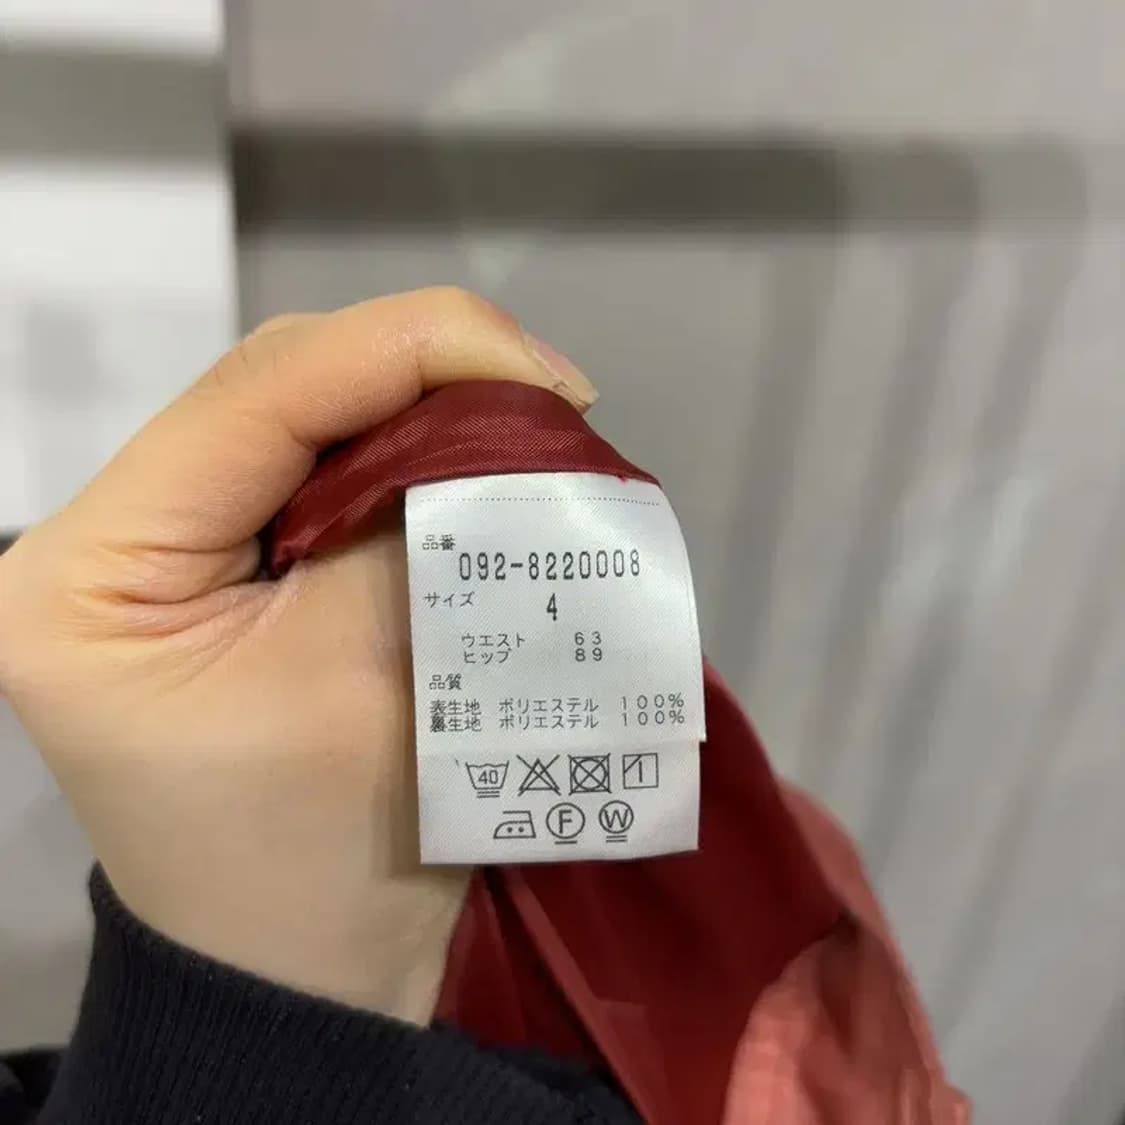 品番
092-8220008
サイズ 4
ウエスト 63
ヒップ 89
品質
表生地 ポリエステル 100%
裏生地 ポリエステル 100%
40
F W